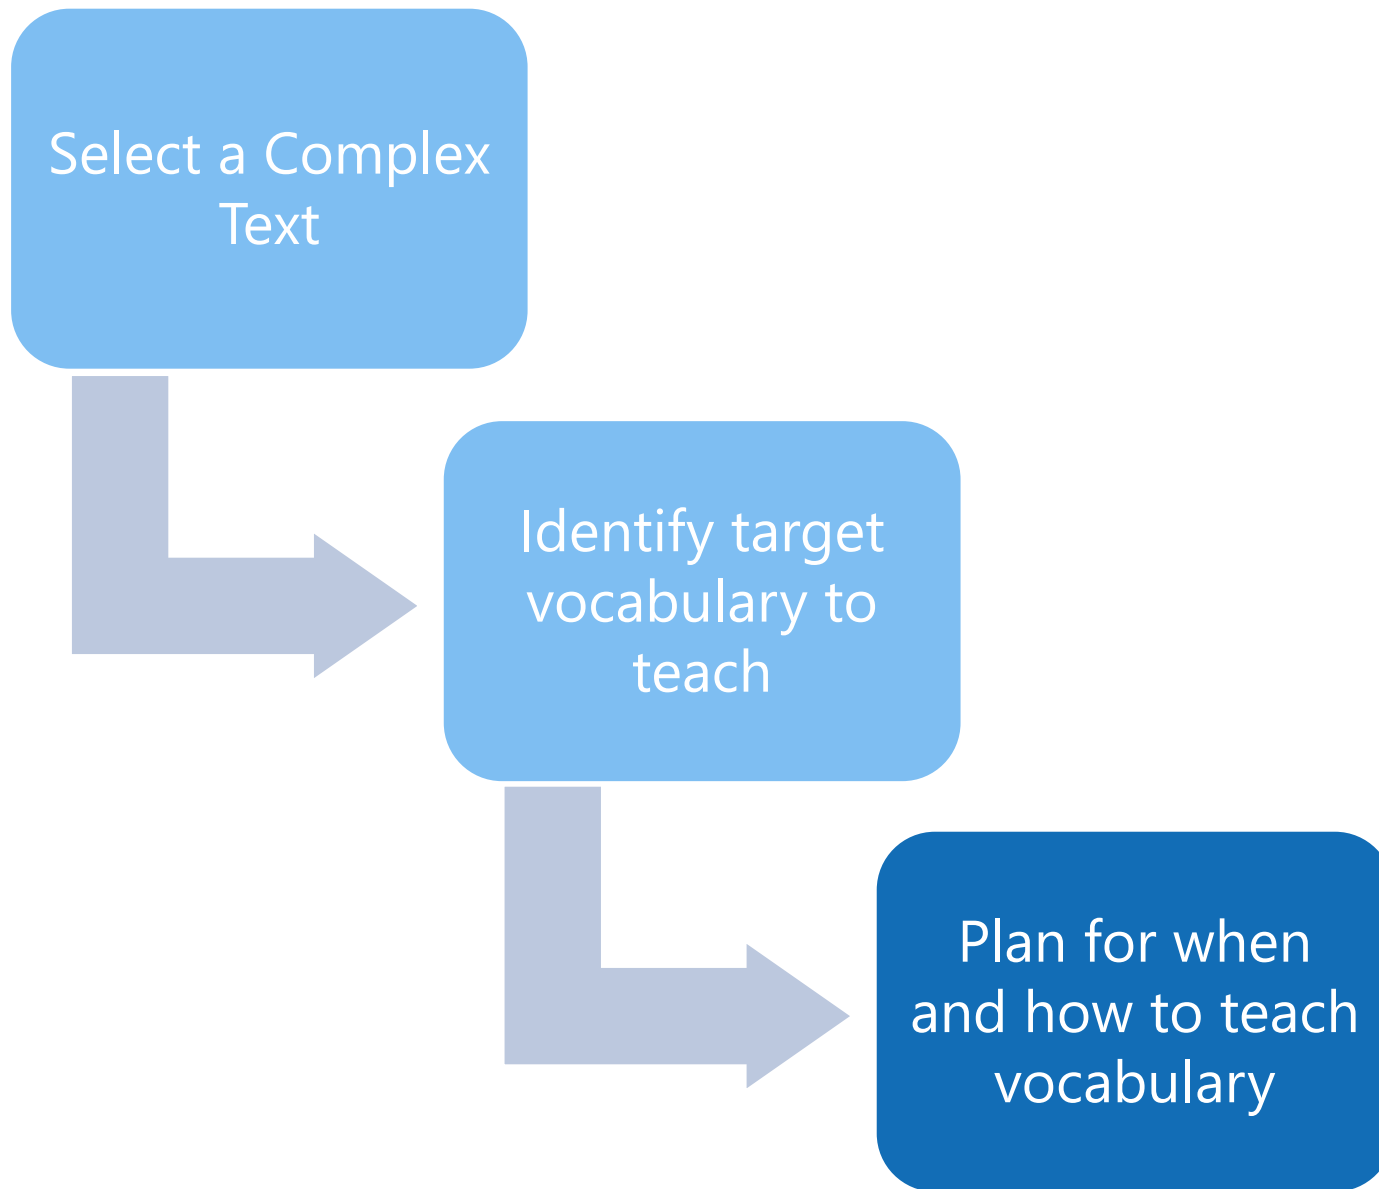 Select a Complex
Text
Identify target
vocabulary to
teach
Plan for when
and how to teach
vocabulary